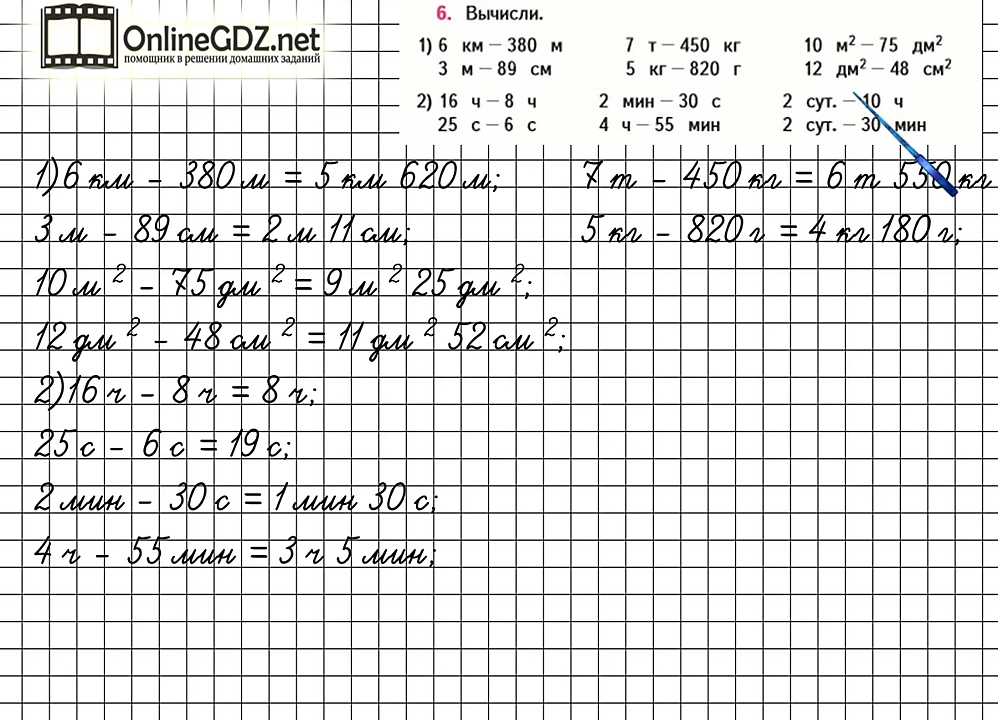 OnlineGDZ.net
помощник в решении домашних заданий
6. Вычисли.
1) 6 км – 380 м 7 т – 450 кг 10 м² – 75 дм²
3 м – 89 см 5 кг – 820 г 12 дм² – 48 см²
2) 16 ч – 8 ч 2 мин – 30 с 2 сут. – 10 ч
25 с – 6 с 4 ч – 55 мин 2 сут. – 30 мин
1) 6 км – 380 м = 5 км 620 м; 7 т – 450 кг = 6 т 550 кг
3 м – 89 см = 2 м 11 см; 5 кг – 820 г = 4 кг 180 г;
10 м² – 75 дм² = 9 м² 25 дм²;
12 дм² – 48 см² = 11 дм² 52 см²;
2) 16 ч – 8 ч = 8 ч;
25 с – 6 с = 19 с;
2 мин – 30 с = 1 мин 30 с;
4 ч – 55 мин = 3 ч 5 мин;